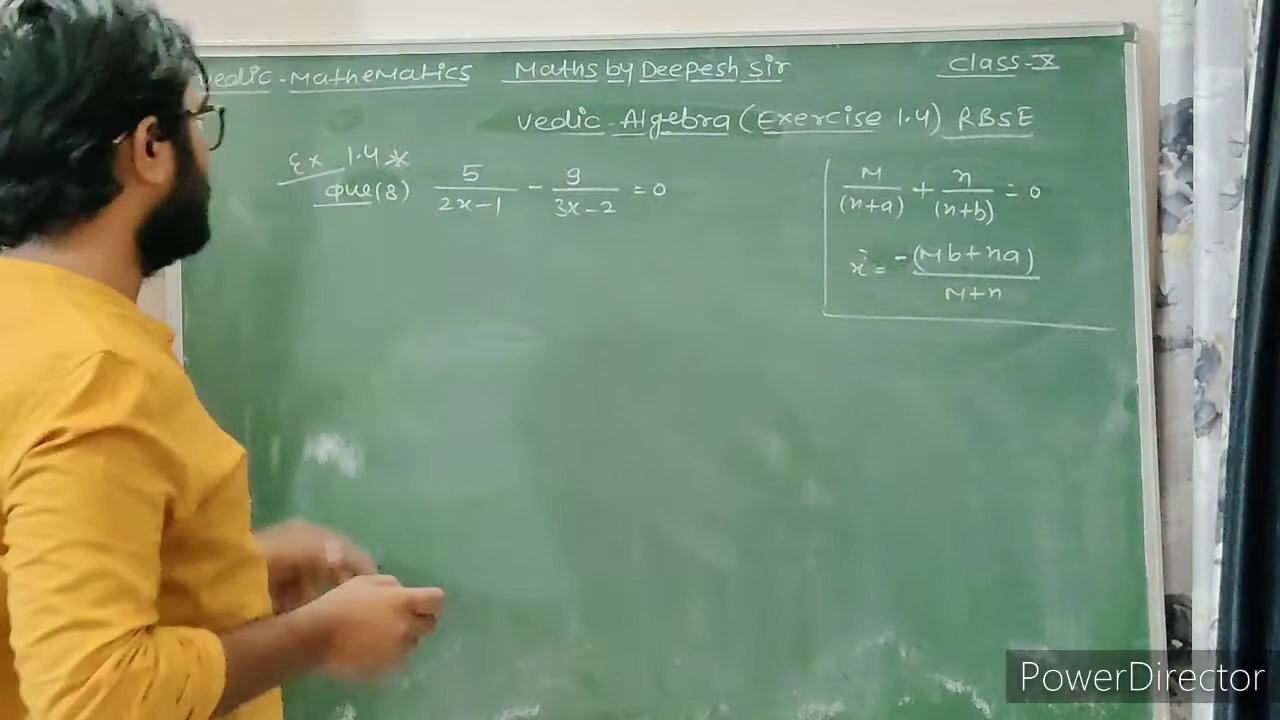 vedic-Mathematics Maths by Deepesh sir class-X
vedic-Algebra (Exercise 1.4) RBSE
Ex 1.4 *
Que (8) 5/(2x-1) - 9/(3x-2) = 0
M/(x+a) + n/(x+b) = 0
x = -(Mb+na)/(M+n)
PowerDirector